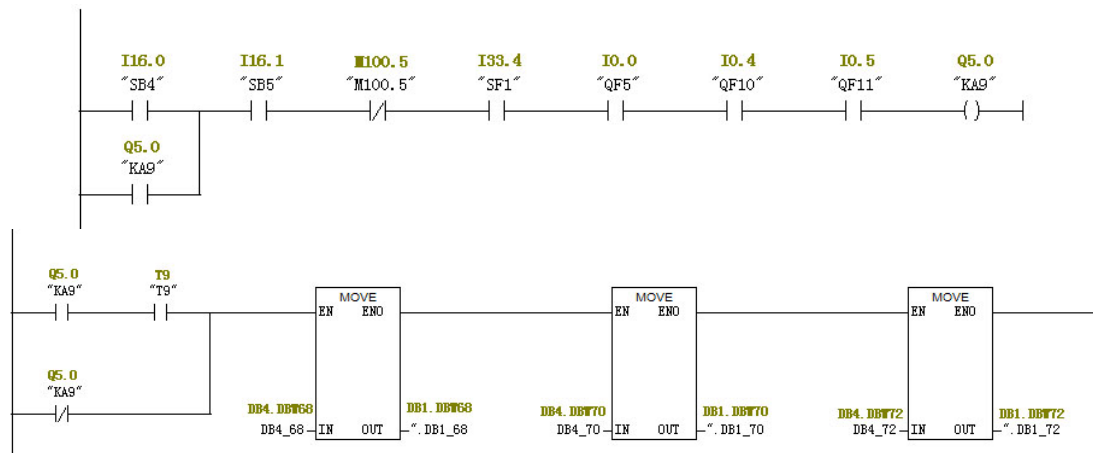 I16.0 I16.1 M100.5 I33.4 I0.0 I0.4 I0.5 Q5.0
"SB4" "SB5" "M100.5" "SF1" "QF5" "QF10" "QF11" "KA9"
Q5.0
"KA9"
Q5.0 T9
"KA9" "T9"
MOVE MOVE MOVE
EN ENO EN ENO EN ENO
Q5.0
"KA9"
DB4.DBW68 DB1.DBW68 DB4.DBW70 DB1.DBW70 DB4.DBW72 DB1.DBW72
DB4_68 IN OUT ".DB1_68 DB4_70 IN OUT ".DB1_70 DB4_72 IN OUT ".DB1_72